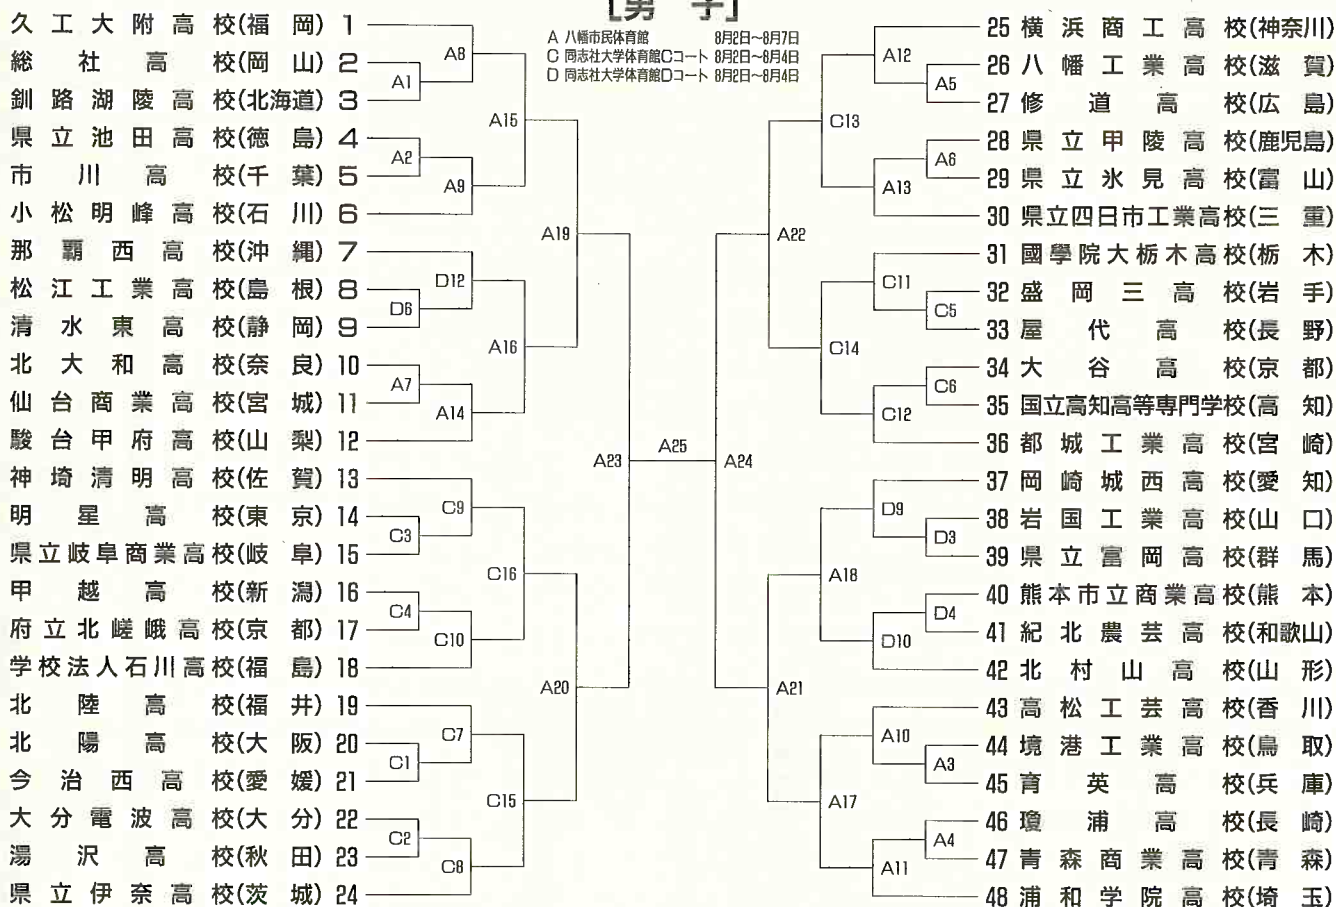 [男子]
A 八幡市民体育館 8月2日~8月7日
C 同志社大学体育館Cコート 8月2日~8月4日
D 同志社大学体育館Dコート 8月2日~8月4日
久工大附高校(福岡) 1
総社高校(岡山) 2
釧路湖陵高校(北海道) 3
県立池田高校(徳島) 4
市川高校(千葉) 5
小松明峰高校(石川) 6
那覇西高校(沖縄) 7
松江工業高校(島根) 8
清水東高校(静岡) 9
北大和高校(奈良) 10
仙台商業高校(宮城) 11
駿台甲府高校(山梨) 12
神埼清明高校(佐賀) 13
明星高校(東京) 14
県立岐阜商業高校(岐阜) 15
甲越高校(新潟) 16
府立北嵯峨高校(京都) 17
学校法人石川高校(福島) 18
北陸高校(福井) 19
北陽高校(大阪) 20
今治西高校(愛媛) 21
大分電波高校(大分) 22
湯沢高校(秋田) 23
県立伊奈高校(茨城) 24
A8
A1
A15
A2
A9
A19
D12
D6
A16
A7
A14
A23
C9
C3
C16
C4
C10
A20
C7
C1
C15
C2
C8
A25
A24
A12
A5
C13
A6
A13
A22
C11
C5
C14
C6
C12
D9
D3
A18
D4
D10
A21
A10
A3
A17
A4
A11
25 横浜商工高校(神奈川)
26 八幡工業高校(滋賀)
27 修道高校(広島)
28 県立甲陵高校(鹿児島)
29 県立氷見高校(富山)
30 県立四日市工業高校(三重)
31 國學院大栃木高校(栃木)
32 盛岡三高校(岩手)
33 屋代高校(長野)
34 大谷高校(京都)
35 国立高知高等専門学校(高知)
36 都城工業高校(宮崎)
37 岡崎城西高校(愛知)
38 岩国工業高校(山口)
39 県立富岡高校(群馬)
40 熊本市立商業高校(熊本)
41 紀北農芸高校(和歌山)
42 北村山高校(山形)
43 高松工芸高校(香川)
44 境港工業高校(鳥取)
45 育英高校(兵庫)
46 瓊浦高校(長崎)
47 青森商業高校(青森)
48 浦和学院高校(埼玉)